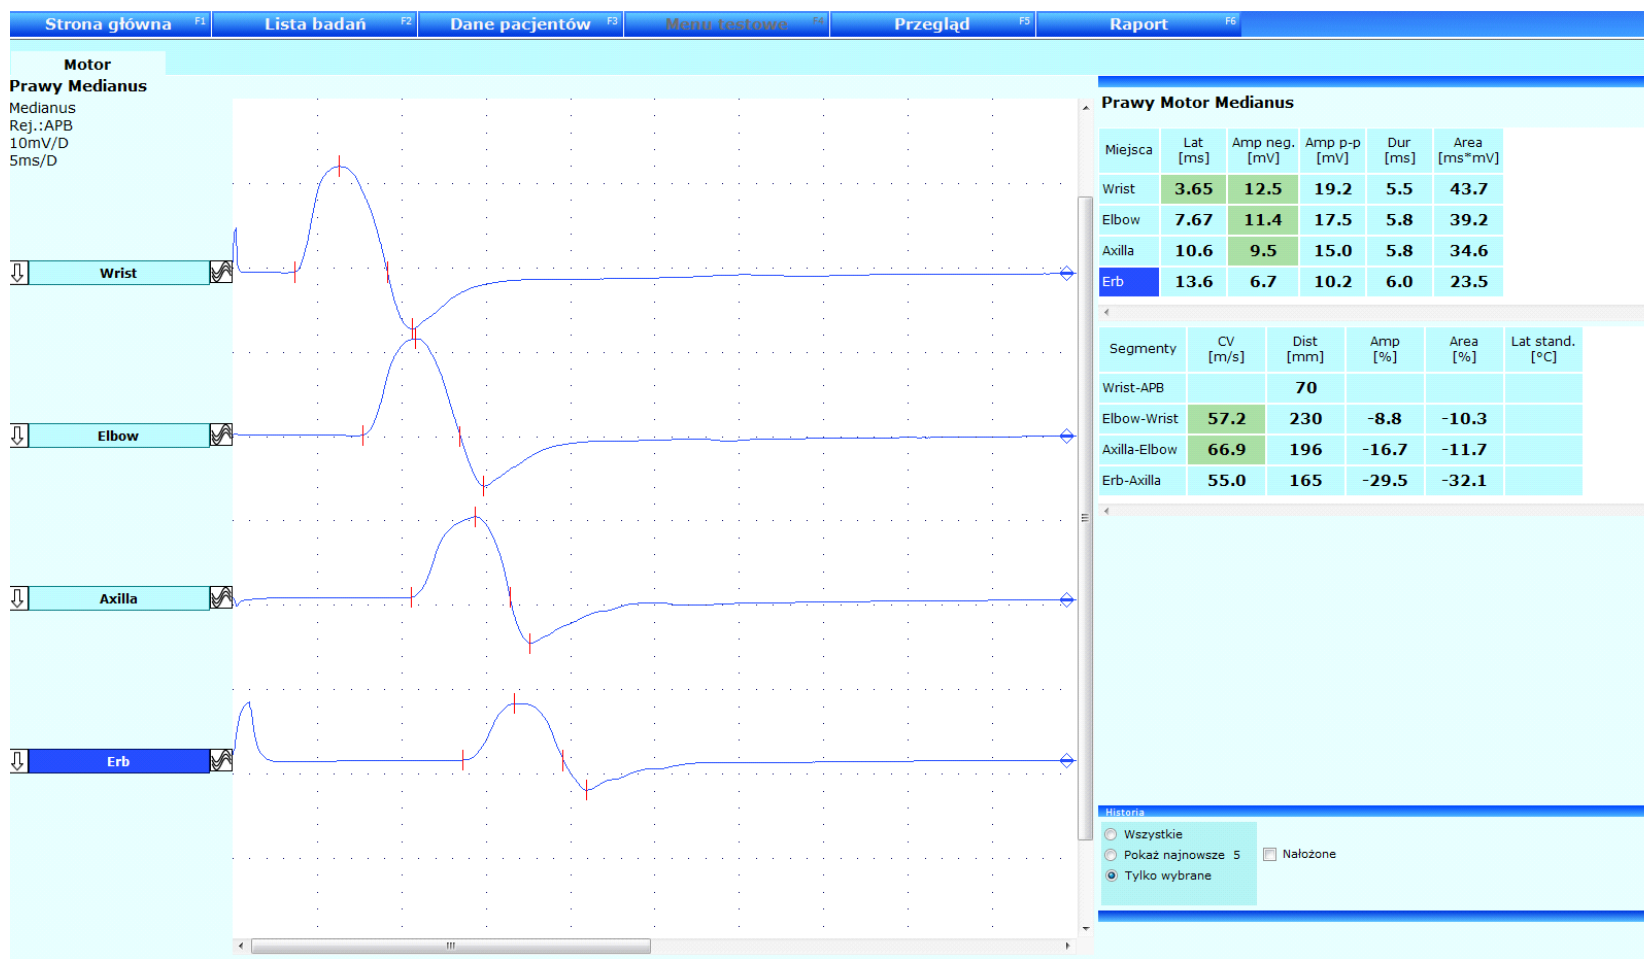 Strona główna F1 Lista badań F2 Dane pacjentów F3 Menu testowe F4 Przegląd F5 Raport F6
Motor
Prawy Medianus
Medianus
Rej.:APB
10mV/D
5ms/D
Wrist
Elbow
Axilla
Erb
Prawy Motor Medianus
Miejsca Lat [ms] Amp neg. [mV] Amp p-p [mV] Dur [ms] Area [ms*mV]
Wrist 3.65 12.5 19.2 5.5 43.7
Elbow 7.67 11.4 17.5 5.8 39.2
Axilla 10.6 9.5 15.0 5.8 34.6
Erb 13.6 6.7 10.2 6.0 23.5
Segmenty CV [m/s] Dist [mm] Amp [%] Area [%] Lat stand. [°C]
Wrist-APB 70
Elbow-Wrist 57.2 230 -8.8 -10.3
Axilla-Elbow 66.9 196 -16.7 -11.7
Erb-Axilla 55.0 165 -29.5 -32.1
Historia
Wszystkie
Pokaż najnowsze 5
Tylko wybrane
Nałożone